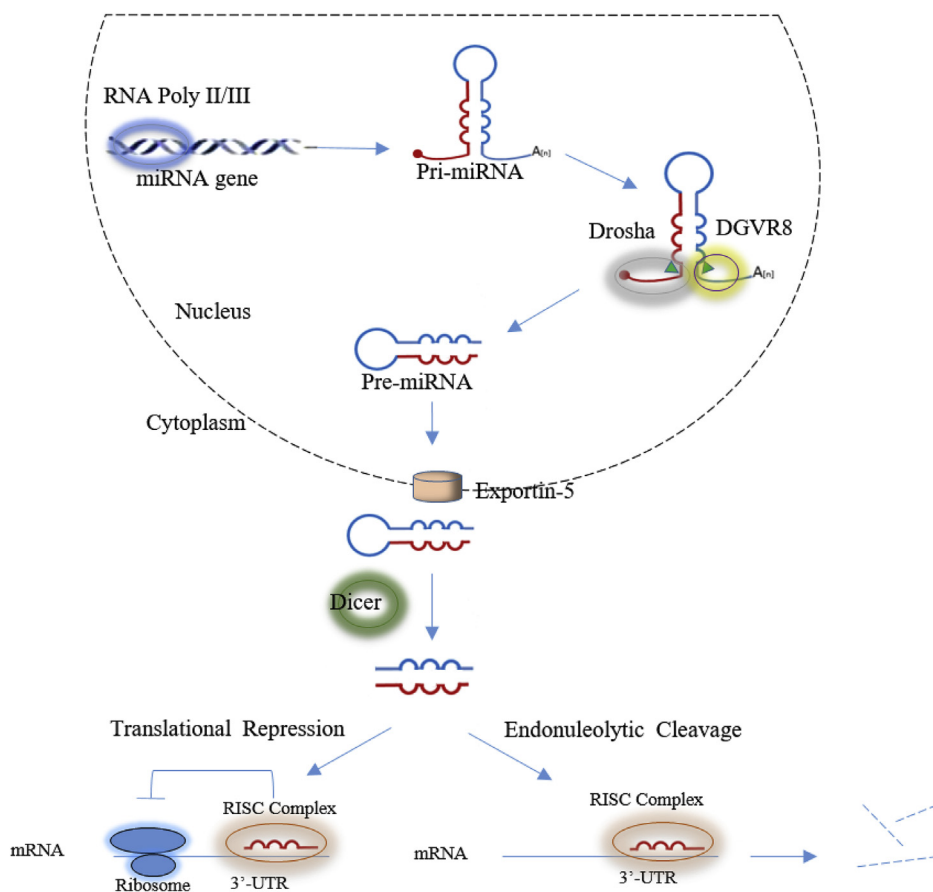 RNA Poly II/III
miRNA gene
Pri-miRNA
A[n]
Drosha
DGVR8
A[n]
Nucleus
Pre-miRNA
Cytoplasm
Exportin-5
Dicer
Translational Repression
Endonuleolytic Cleavage
RISC Complex
RISC Complex
mRNA
mRNA
Ribosome
3'-UTR
3'-UTR